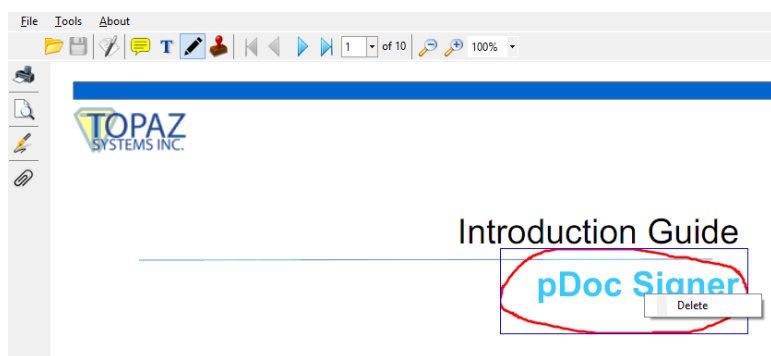 File Tools About
T 1 of 10 100%
TOPAZ
SYSTEMS INC.
Introduction Guide
pDoc Signer
Delete